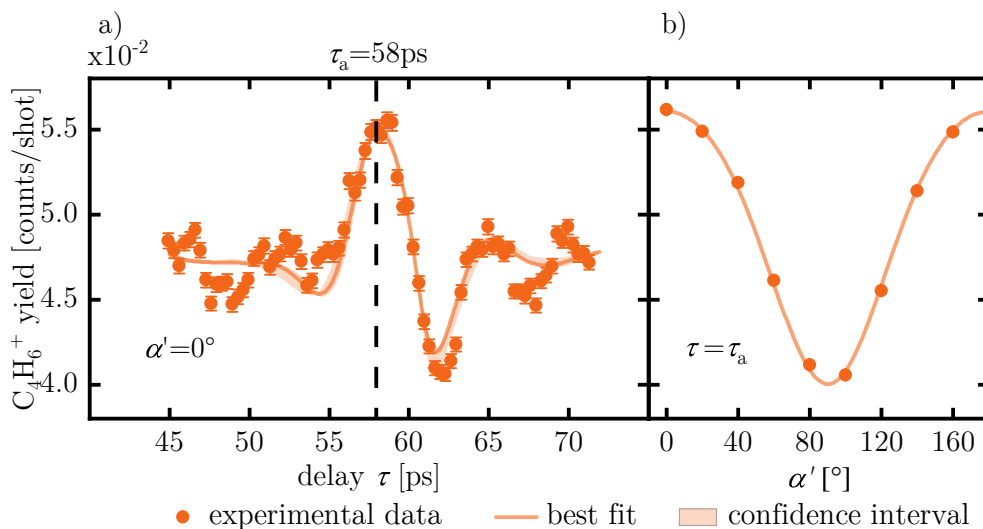 a)
b)
x10⁻²
τₐ=58ps
C₄H₆⁺ yield [counts/shot]
5.5
5.0
4.5
4.0
α'=0°
τ=τₐ
45 50 55 60 65 70
0 40 80 120 160
delay τ [ps]
α' [°]
experimental data
best fit
confidence interval